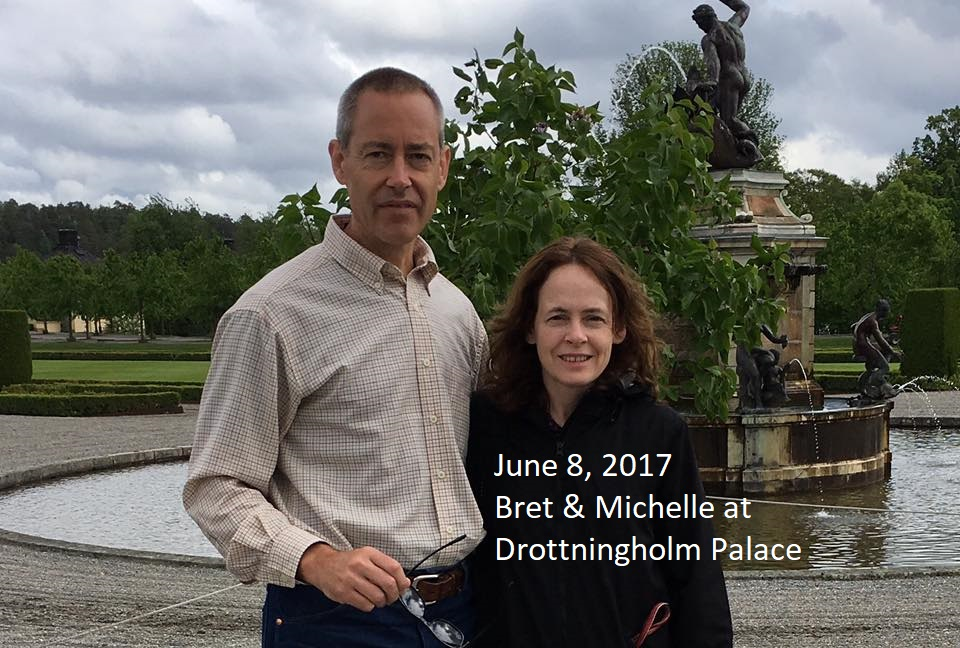 June 8, 2017
Bret & Michelle at
Drottningholm Palace